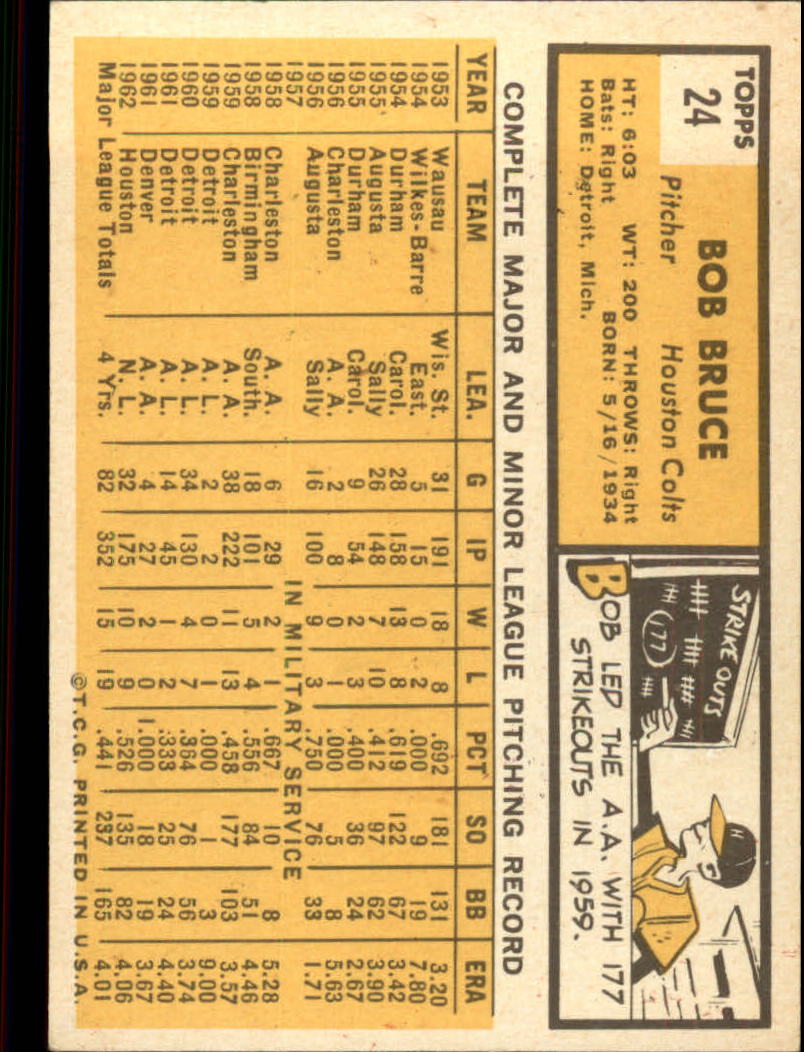 TOPPS
24
BOB BRUCE
Pitcher Houston Colts
HT: 6:03 WT: 200 THROWS: Right
Bats: Right BORN: 5/16/1934
HOME: Detroit, Mich.
STRIKE OUTS
177
H
BOB LED THE A.A. WITH 177
STRIKEOUTS IN 1959.
COMPLETE MAJOR AND MINOR LEAGUE PITCHING RECORD
YEAR TEAM LEA. G IP W L PCT SO BB ERA
1953 Wausau Wis. St. 31 191 18 8 .692 181 131 3.20
1954 Wilkes-Barre East. 5 15 0 2 .000 9 19 7.80
1954 Durham Carol. 28 158 13 8 .619 122 67 3.42
1955 Augusta Sally 26 148 7 10 .412 97 62 3.90
1955 Durham Carol. 9 54 2 3 .400 36 24 2.67
1956 Charleston A. A. 2 8 0 1 .000 5 8 5.63
1956 Augusta Sally 16 100 9 3 .750 76 33 1.71
1957 IN MILITARY SERVICE
1958 Charleston A. A. 6 29 2 1 .667 10 8 5.28
1958 Birmingham South. 18 101 5 4 .556 84 51 4.46
1959 Charleston A. A. 38 222 11 13 .458 177 103 3.57
1959 Detroit A. L. 2 2 0 1 .000 1 3 9.00
1960 Detroit A. L. 34 130 4 7 .364 76 56 3.74
1961 Detroit A. L. 14 45 1 2 .333 25 24 4.40
1961 Denver A. A. 4 27 2 0 1.000 18 19 3.67
1962 Houston N. L. 32 175 10 9 .526 135 82 4.06
Major League Totals 4 Yrs. 82 352 15 19 .441 237 165 4.01
©T.C.G. PRINTED IN U.S.A.